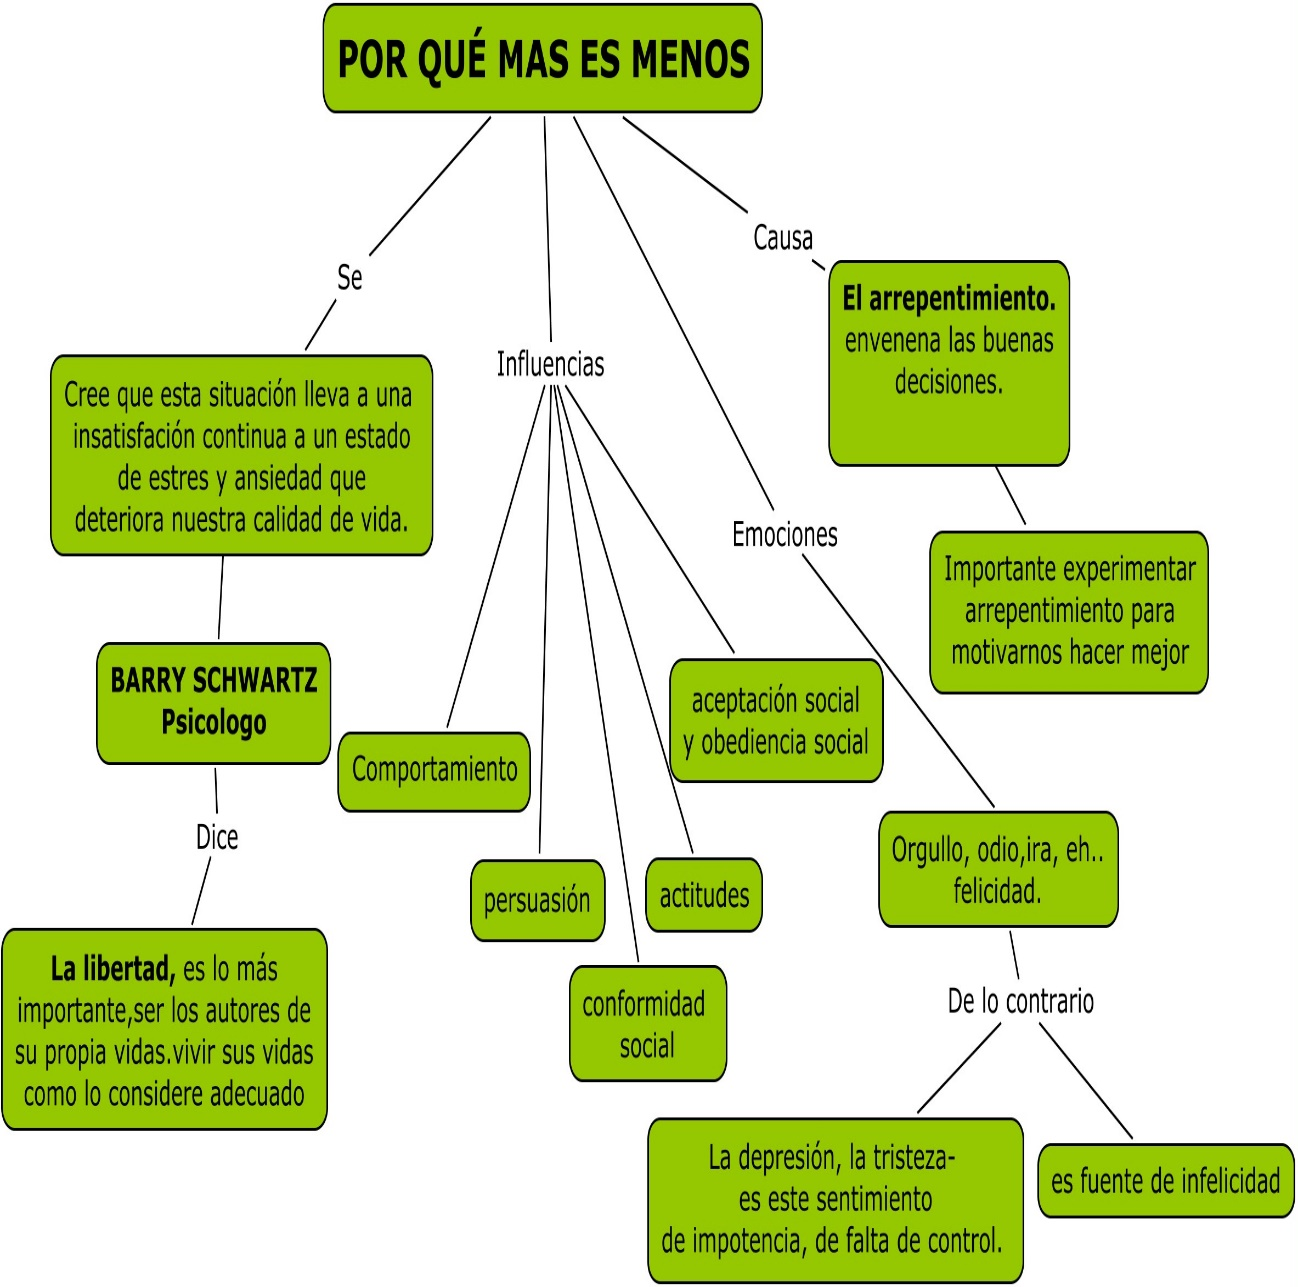 POR QUÉ MAS ES MENOS
Causa
Se
El arrepentimiento.
envenena las buenas
decisiones.
Influencias
Cree que esta situación lleva a una
insatisfación continua a un estado
de estres y ansiedad que
deteriora nuestra calidad de vida.
Emociones
Importante experimentar
arrepentimiento para
motivarnos hacer mejor
BARRY SCHWARTZ
Psicologo
aceptación social
y obediencia social
Comportamiento
Dice
Orgullo, odio,ira, eh..
felicidad.
persuasión
actitudes
La libertad, es lo más
importante,ser los autores de
su propia vidas.vivir sus vidas
como lo considere adecuado
conformidad
social
De lo contrario
La depresión, la tristeza-
es este sentimiento
de impotencia, de falta de control.
es fuente de infelicidad